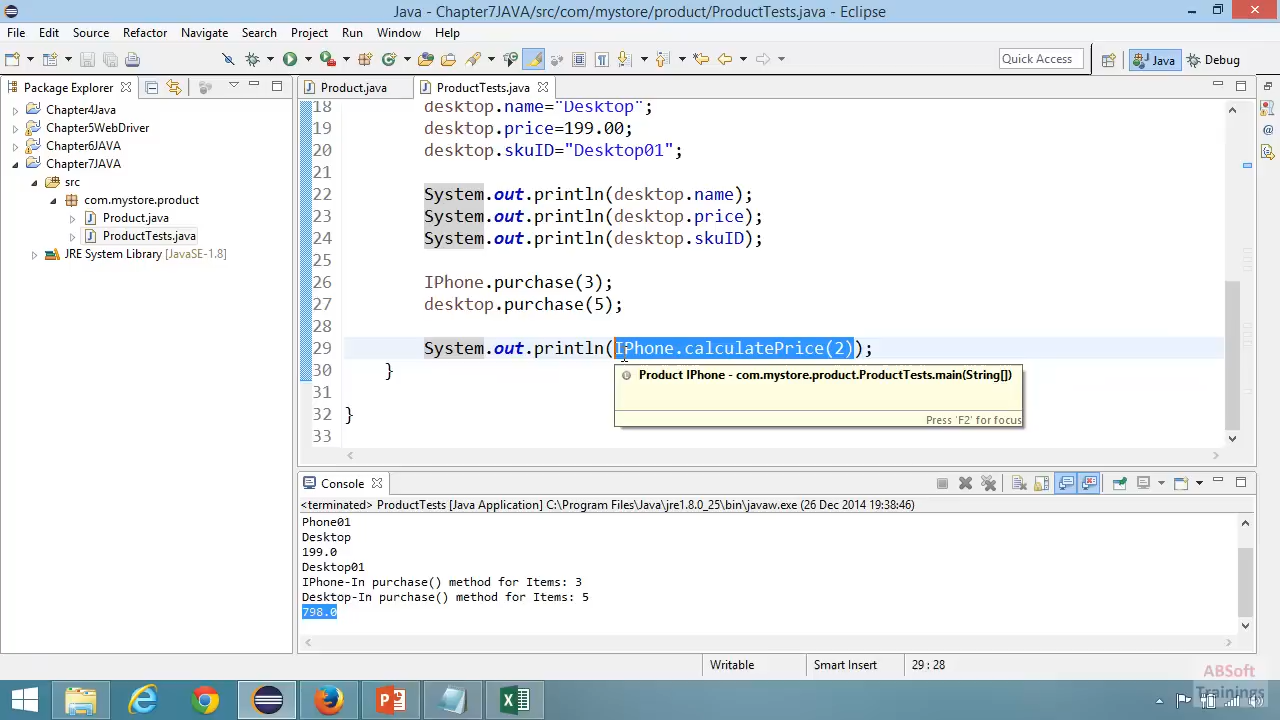 Java - Chapter7JAVA/src/com/mystore/product/ProductTests.java - Eclipse
File Edit Source Refactor Navigate Search Project Run Window Help
Quick Access Java Debug
Package Explorer
Chapter4Java
Chapter5WebDriver
Chapter6JAVA
Chapter7JAVA
src
com.mystore.product
Product.java
ProductTests.java
JRE System Library [JavaSE-1.8]
Product.java ProductTests.java
18 desktop.name="Desktop";
19 desktop.price=199.00;
20 desktop.skuID="Desktop01";
21
22 System.out.println(desktop.name);
23 System.out.println(desktop.price);
24 System.out.println(desktop.skuID);
25
26 IPhone.purchase(3);
27 desktop.purchase(5);
28
29 System.out.println(IPhone.calculatePrice(2));
30 }
31
32 }
33
Product IPhone - com.mystore.product.ProductTests.main(String[])
Press 'F2' for focus
Console
<terminated> ProductTests [Java Application] C:\Program Files\Java\jre1.8.0_25\bin\javaw.exe (26 Dec 2014 19:38:46)
Phone01
Desktop
199.0
Desktop01
IPhone-In purchase() method for Items: 3
Desktop-In purchase() method for Items: 5
798.0
Writable Smart Insert 29 : 28
ABSoft
Trainings